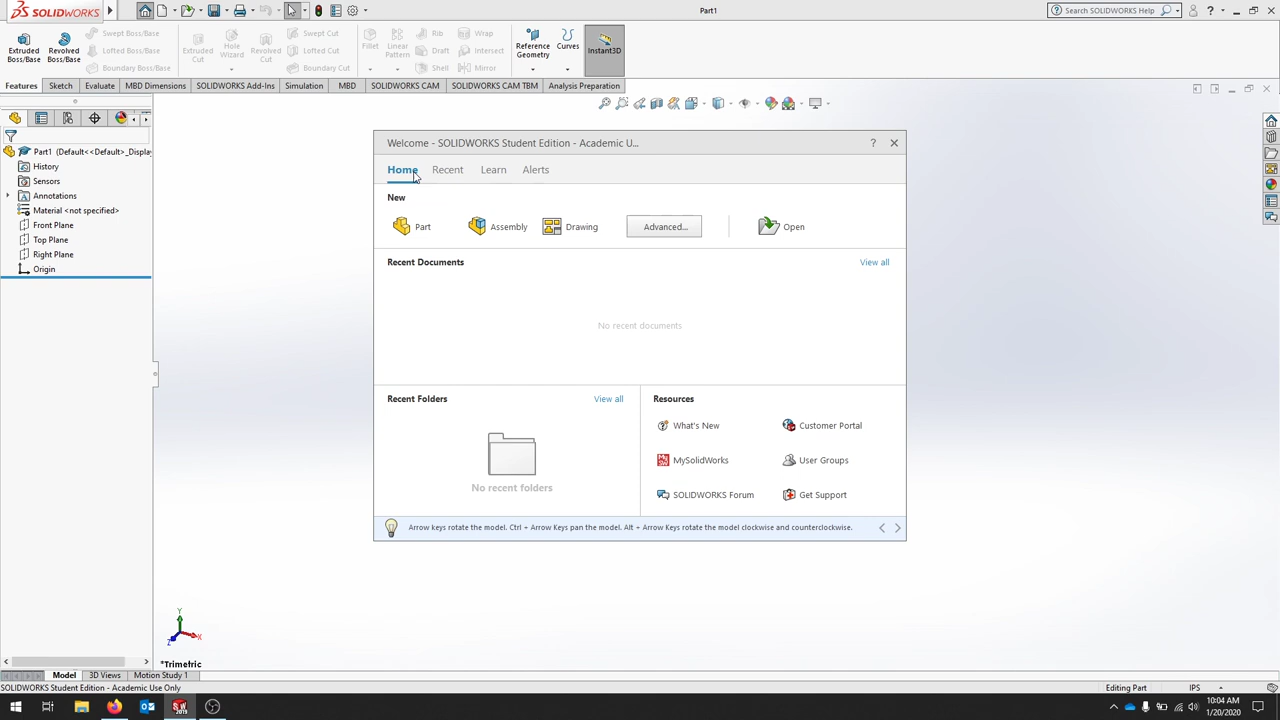 SOLIDWORKS
Part1
Search SOLIDWORKS Help
Extruded Boss/Base
Revolved Boss/Base
Swept Boss/Base
Lofted Boss/Base
Boundary Boss/Base
Extruded Cut
Hole Wizard
Revolved Cut
Swept Cut
Lofted Cut
Boundary Cut
Fillet
Linear Pattern
Rib
Draft
Shell
Wrap
Intersect
Mirror
Reference Geometry
Curves
Instant3D
Features Sketch Evaluate MBD Dimensions SOLIDWORKS Add-Ins Simulation MBD SOLIDWORKS CAM SOLIDWORKS CAM TBM Analysis Preparation
Part1 (Default<<Default>_Display
History
Sensors
Annotations
Material <not specified>
Front Plane
Top Plane
Right Plane
Origin
Welcome - SOLIDWORKS Student Edition - Academic U...
?
Home Recent Learn Alerts
New
Part Assembly Drawing Advanced... Open
Recent Documents View all
No recent documents
Recent Folders View all
No recent folders
Resources
What's New Customer Portal
MySolidWorks User Groups
SOLIDWORKS Forum Get Support
Arrow keys rotate the model. Ctrl + Arrow Keys pan the model. Alt + Arrow Keys rotate the model clockwise and counterclockwise.
Y
X
Z
*Trimetric
Model 3D Views Motion Study 1
SOLIDWORKS Student Edition - Academic Use Only Editing Part IPS
10:04 AM
1/20/2020